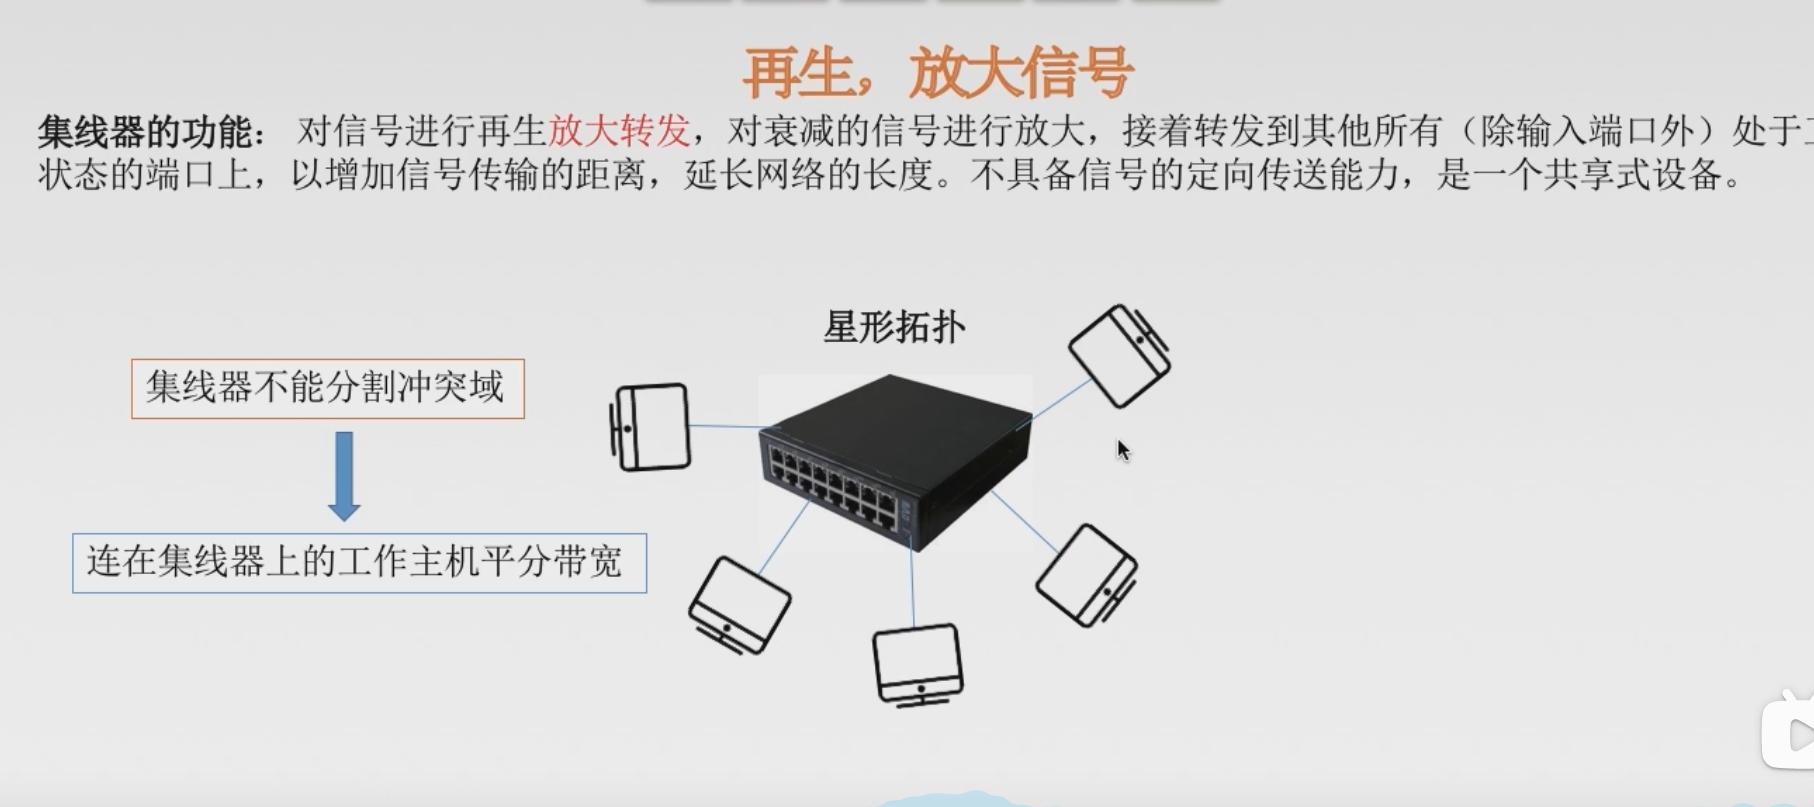 再生，放大信号
集线器的功能： 对信号进行再生放大转发，对衰减的信号进行放大，接着转发到其他所有（除输入端口外）处于
状态的端口上，以增加信号传输的距离，延长网络的长度。不具备信号的定向传送能力，是一个共享式设备。
星形拓扑
集线器不能分割冲突域
连在集线器上的工作主机平分带宽